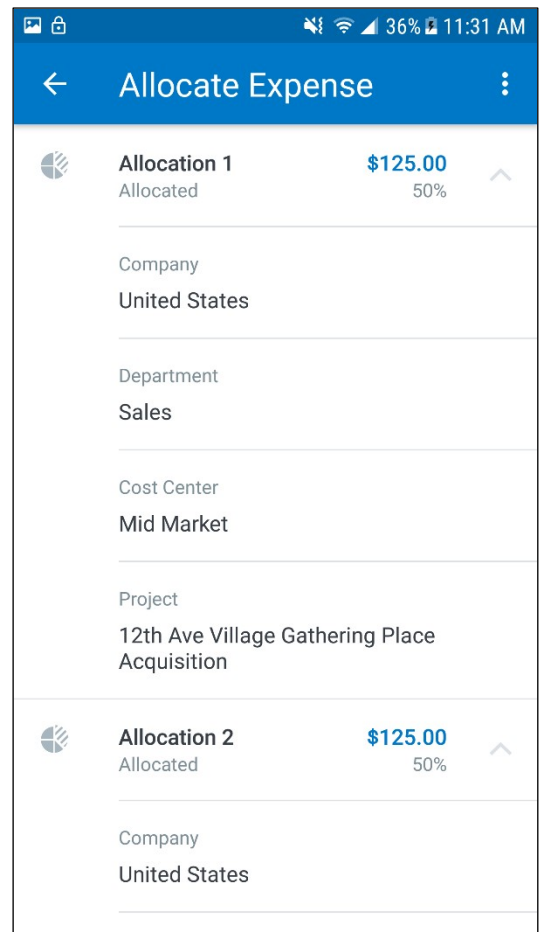 36% 11:31 AM
Allocate Expense
Allocation 1 $125.00
Allocated 50%
Company
United States
Department
Sales
Cost Center
Mid Market
Project
12th Ave Village Gathering Place
Acquisition
Allocation 2 $125.00
Allocated 50%
Company
United States